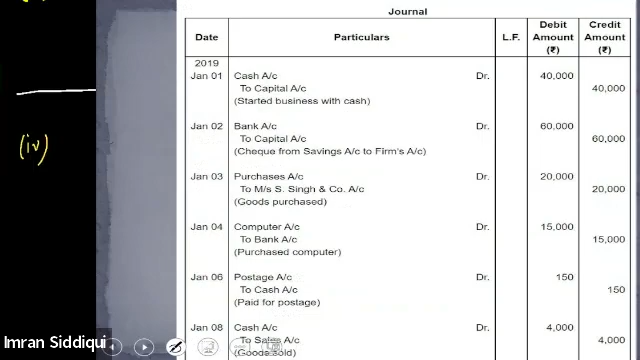 Journal
Date Particulars L.F. Debit Amount (₹) Credit Amount (₹)
2019
Jan 01 Cash A/c Dr. 40,000
To Capital A/c 40,000
(Started business with cash)
Jan 02 Bank A/c Dr. 60,000
To Capital A/c 60,000
(Cheque from Savings A/c to Firm's A/c)
Jan 03 Purchases A/c Dr. 20,000
To M/s S. Singh & Co. A/c 20,000
(Goods purchased)
(iv)
Jan 04 Computer A/c Dr. 15,000
To Bank A/c 15,000
(Purchased computer)
Jan 06 Postage A/c Dr. 150
To Cash A/c 150
(Paid for postage)
Jan 08 Cash A/c Dr. 4,000
To Sales A/c 4,000
(Goods sold)
Imran Siddiqui